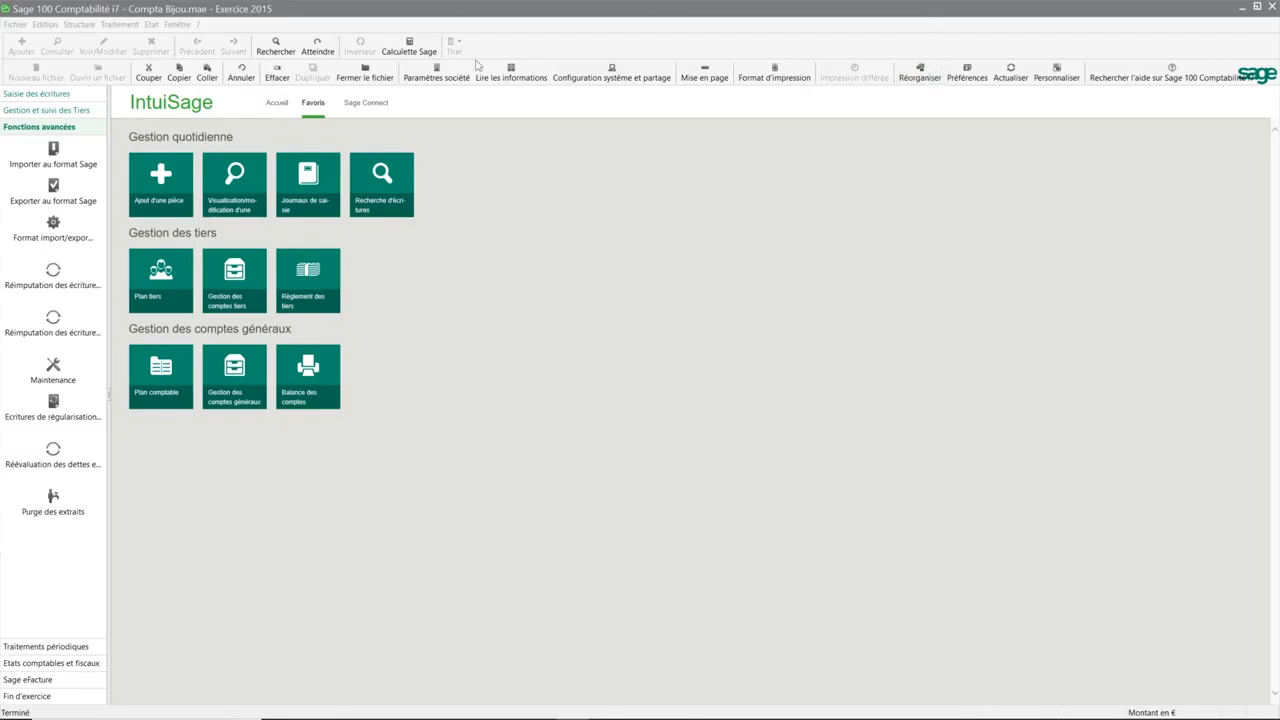 Sage 100 Comptabilité i7 - Compta Bijou.mae - Exercice 2015
Fichier Edition Structure Traitement Etat Fenêtre ?
Ajouter Consulter Voir/Modifier Supprimer Précédent Suivant Rechercher Atteindre Inverseur Calculette Sage Trier
Nouveau fichier Ouvrir un fichier Couper Copier Coller Annuler Effacer Dupliquer Fermer le fichier Paramètres société Lire les informations Configuration système et partage Mise en page Format d'impression Impression différée Réorganiser Préférences Actualiser Personnaliser Rechercher l'aide sur Sage 100 Comptabilité
sage
Saisie des écritures
Gestion et suivi des Tiers
Fonctions avancées
Importer au format Sage
Exporter au format Sage
Format import/expor...
Réimputation des écriture...
Réimputation des écriture...
Maintenance
Ecritures de régularisation...
Réévaluation des dettes e...
Purge des extraits
Traitements périodiques
Etats comptables et fiscaux
Sage eFacture
Fin d'exercice
IntuiSage Accueil Favoris Sage Connect
Gestion quotidienne
Ajout d'une pièce
Visualisation/mo-
dification d'une
Journaux de sai-
sie
Recherche d'écri-
tures
Gestion des tiers
Plan tiers
Gestion des
comptes tiers
Règlement des
tiers
Gestion des comptes généraux
Plan comptable
Gestion des
comptes généraux
Balance des
comptes
Terminé
Montant en €